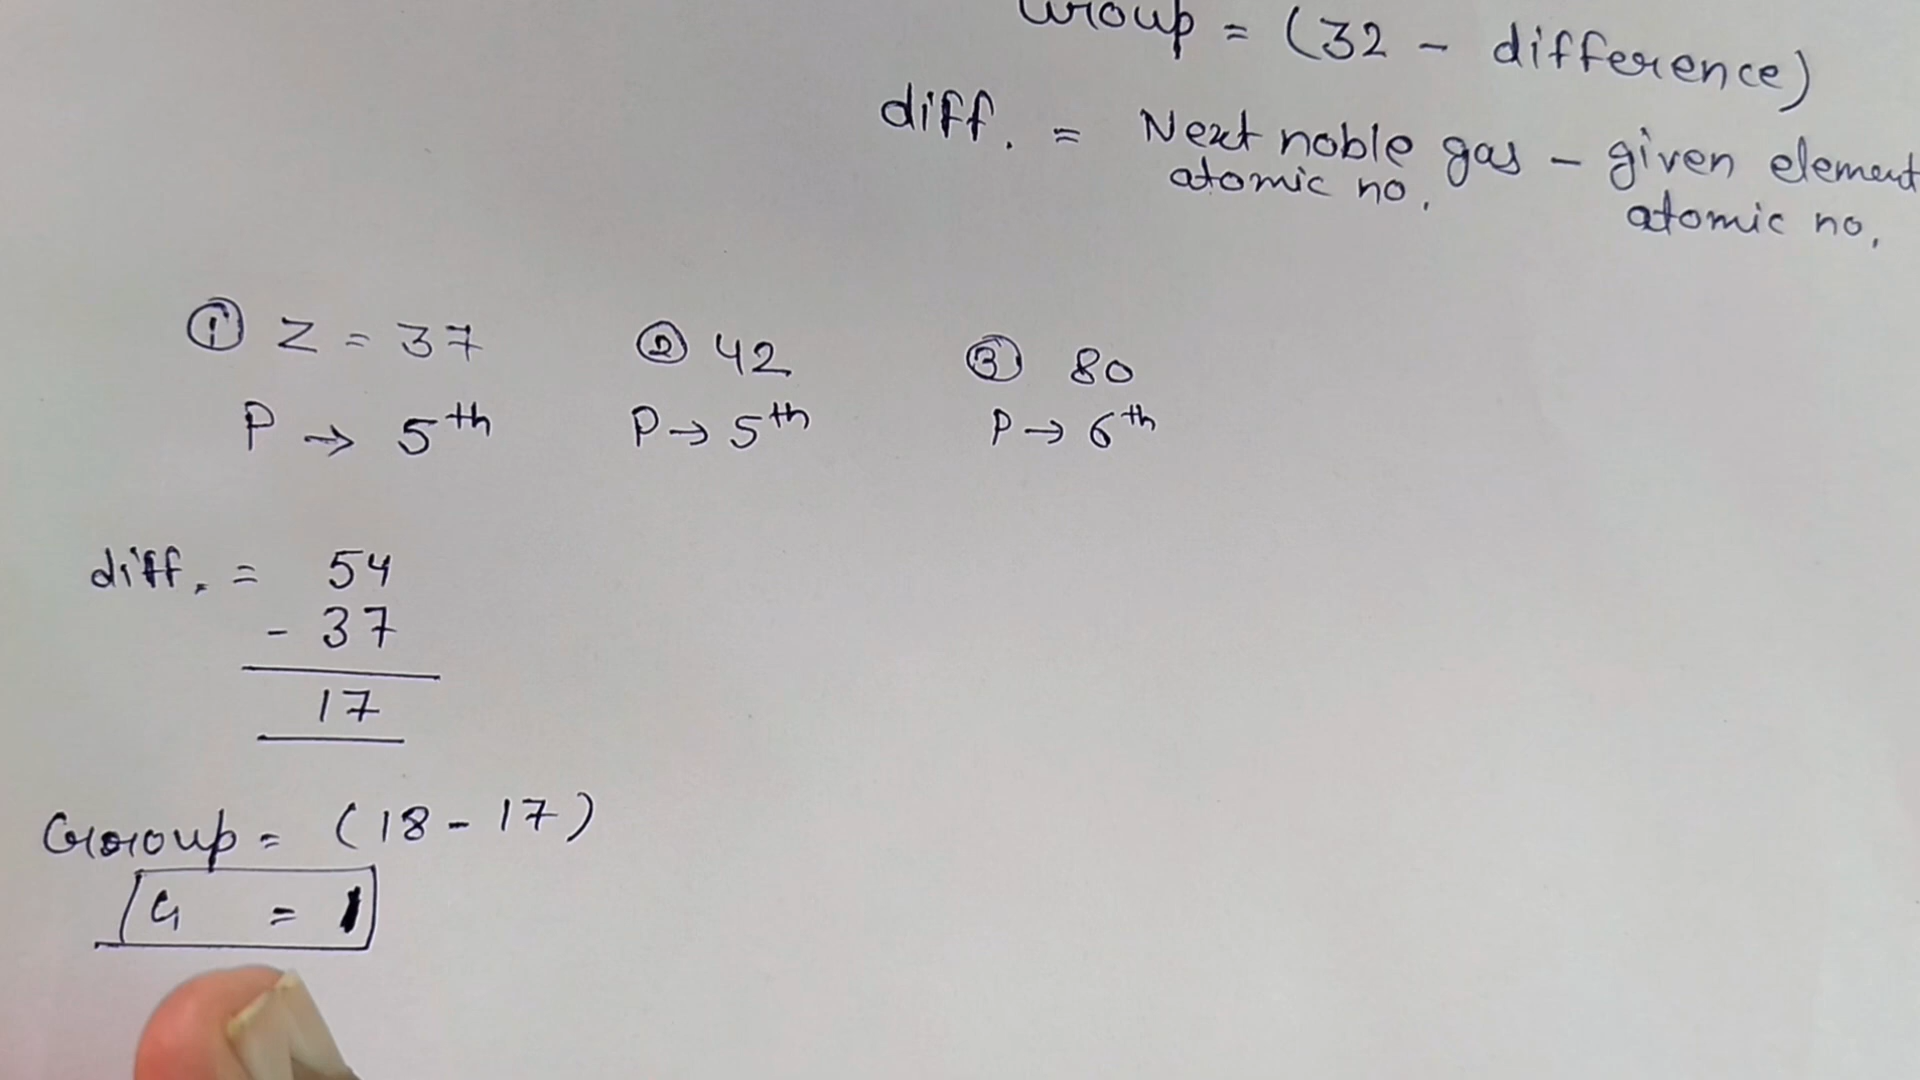 Group = (32 - difference)
diff. = Next noble gas - given element
atomic no. atomic no.
① Z = 37 ② 42 ③ 80
P → 5th P → 5th P → 6th
diff. = 54
- 37
17
Group = (18 - 17)
G = 1